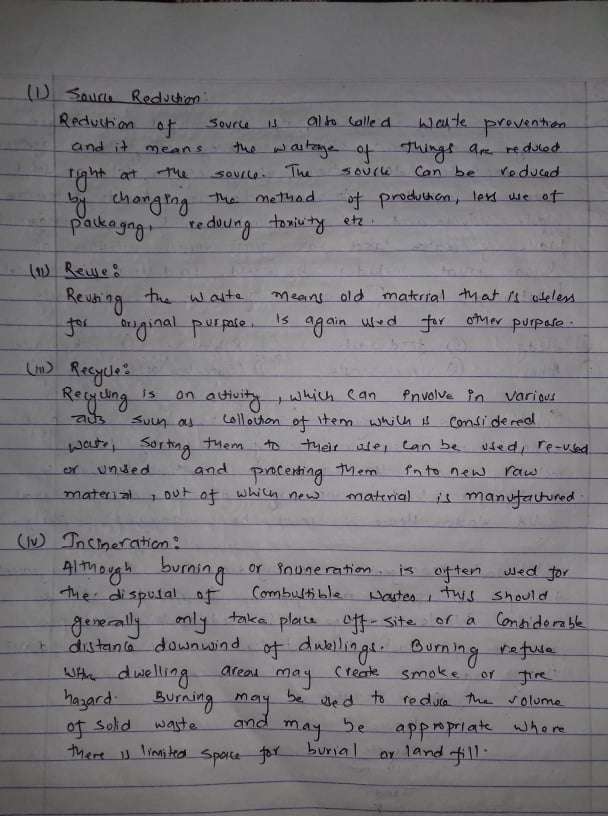 (i) Source Reduction:
Reduction of source is also called waste prevention
and it means the wastage of things are reduced
right at the source. The source can be reduced
by changing the method of production, less use of
packagng, redoung toxicity etc.
(ii) Reuse:
Reusing the waste means old material that is useless
for original purpose, is again used for other purpose.
(iii) Recycle:
Recycling is an activity, which can involve in various
acts such as collection of item which is considered
waste, sorting them to their use, can be used, re-used
or unused and processing them into new raw
material, out of which new material is manufactured.
(iv) Incineration:
Although burning or incineration is often used for
the disposal of combustible wastes, this should
generally only take place off-site or a considerable
distance downwind of dwellings. Burning refuse
within dwelling areas may create smoke or fire
hazard. Burning may be used to reduce the volume
of solid waste and may be appropriate where
there is limited space for burial or land fill.